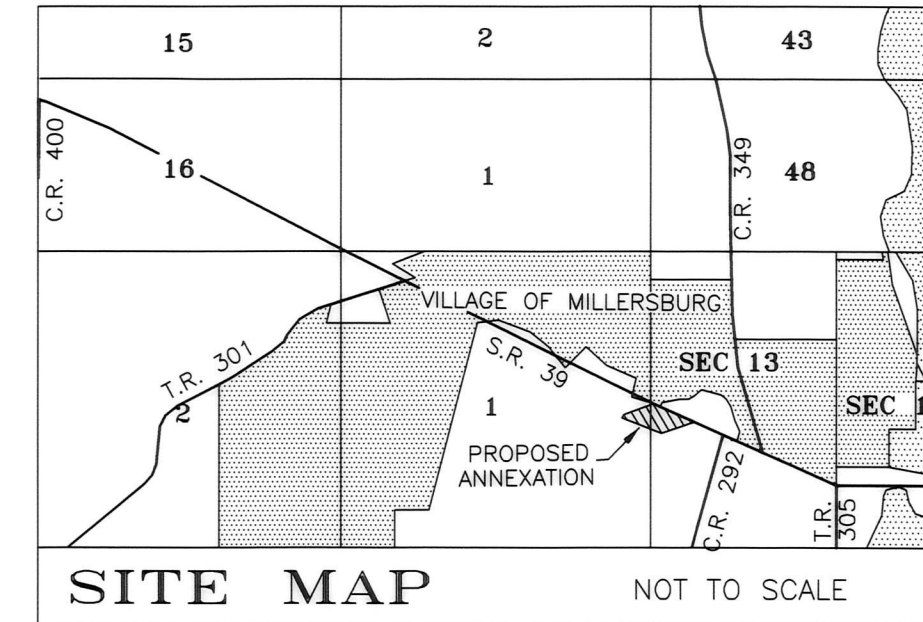 15
2
43
C.R. 400
16
1
C.R. 349
48
VILLAGE OF MILLERSBURG
T.R. 301
2
S.R. 39
1
SEC 13
SEC 1
PROPOSED
ANNEXATION
C.R. 292
T.R.
305
SITE MAP
NOT TO SCALE